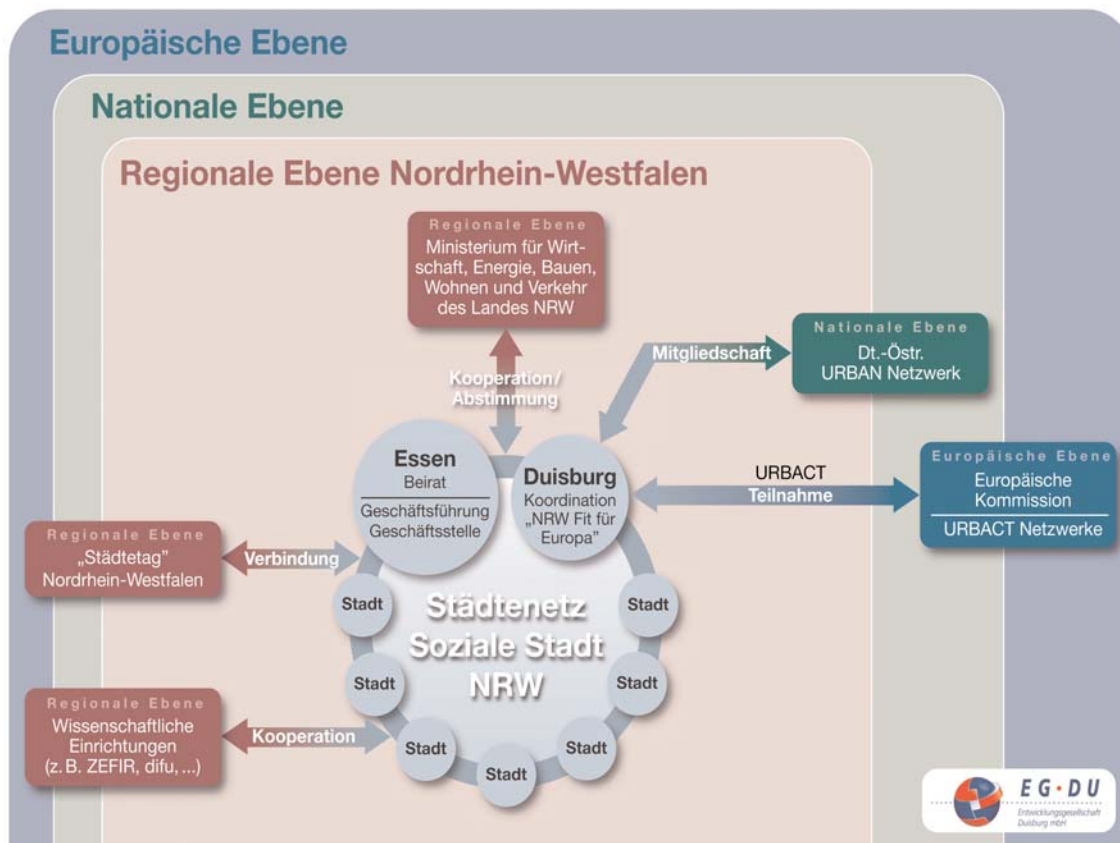 Europäische Ebene
Nationale Ebene
Regionale Ebene Nordrhein-Westfalen
Regionale Ebene
Ministerium für Wirt-
schaft, Energie, Bauen,
Wohnen und Verkehr
des Landes NRW
Kooperation/
Abstimmung
Mitgliedschaft
Nationale Ebene
Dt.-Östr.
URBAN Netzwerk
Essen
Beirat
Geschäftsführung
Geschäftsstelle
Duisburg
Koordination
„NRW Fit für
Europa”
URBACT
Teilnahme
Europäische Ebene
Europäische
Kommission
URBACT Netzwerke
Regionale Ebene
„Städtetag”
Nordrhein-Westfalen
Verbindung
Städtenetz
Soziale Stadt
NRW
Stadt
Stadt
Stadt
Stadt
Stadt
Stadt
Stadt
Regionale Ebene
Wissenschaftliche
Einrichtungen
(z. B. ZEFIR, difu, ...)
Kooperation
EG·DU
Entwicklungsgesellschaft
Duisburg mbH